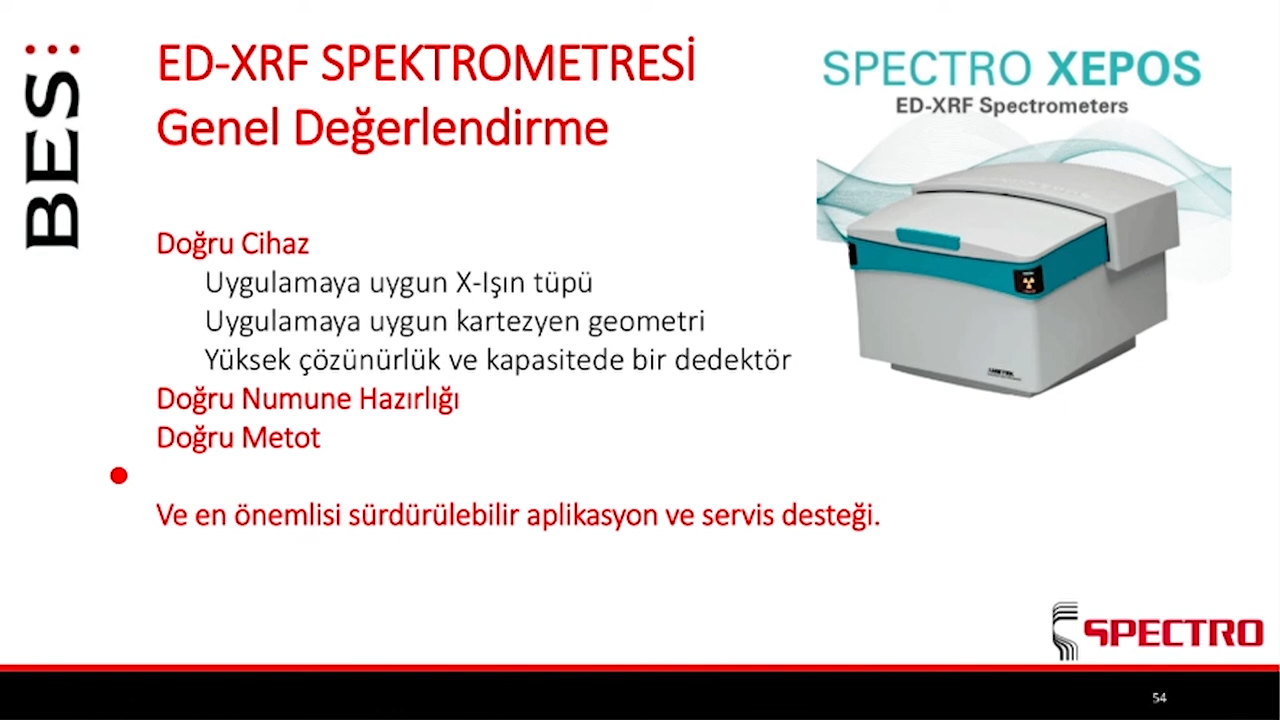 BES
ED-XRF SPEKTROMETRESİ
Genel Değerlendirme
SPECTRO XEPOS
ED-XRF Spectrometers
Doğru Cihaz
Uygulamaya uygun X-Işın tüpü
Uygulamaya uygun kartezyen geometri
Yüksek çözünürlük ve kapasitede bir dedektör
Doğru Numune Hazırlığı
Doğru Metot
Ve en önemlisi sürdürülebilir aplikasyon ve servis desteği.
SPECTRO
54